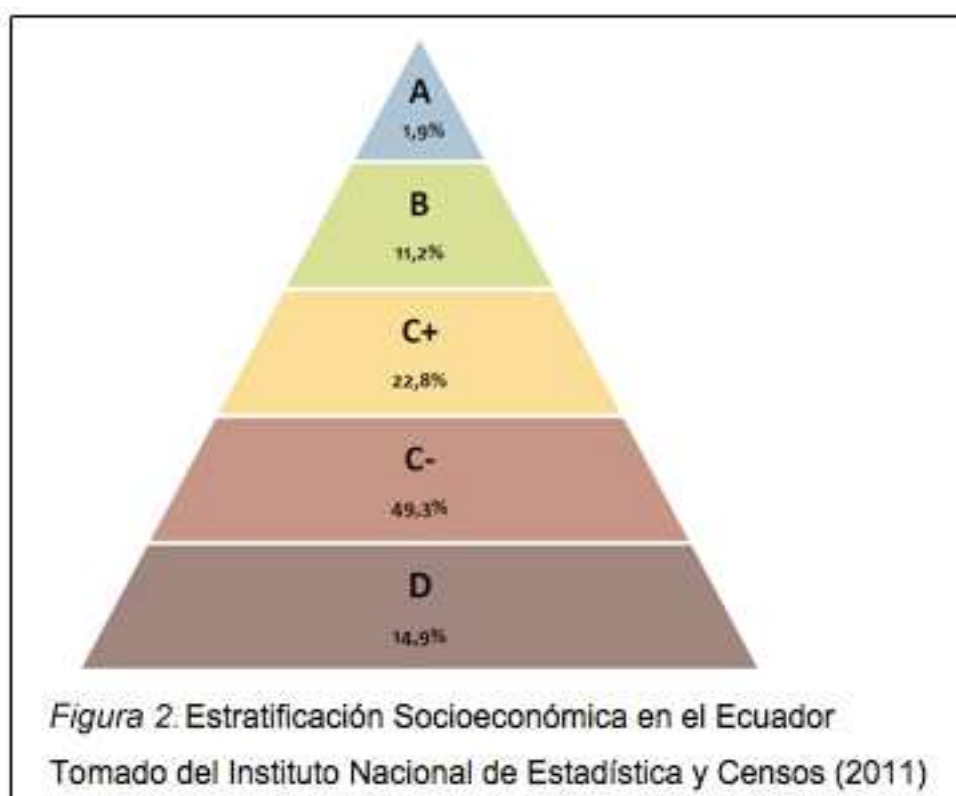 A
1,9%
B
11,2%
C+
22,8%
C-
49,3%
D
14,9%
Figura 2. Estratificación Socioeconómica en el Ecuador
Tomado del Instituto Nacional de Estadística y Censos (2011)